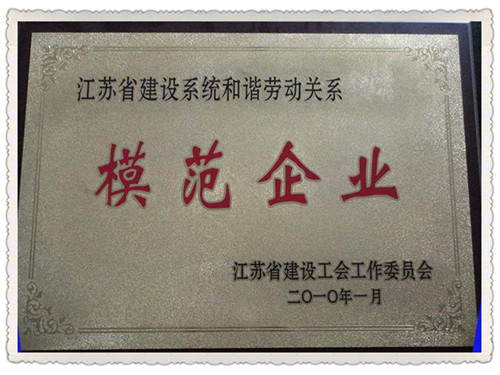 江苏省建设系统和谐劳动关系
模范企业
江苏省建设工会工作委员会
二〇一〇年一月